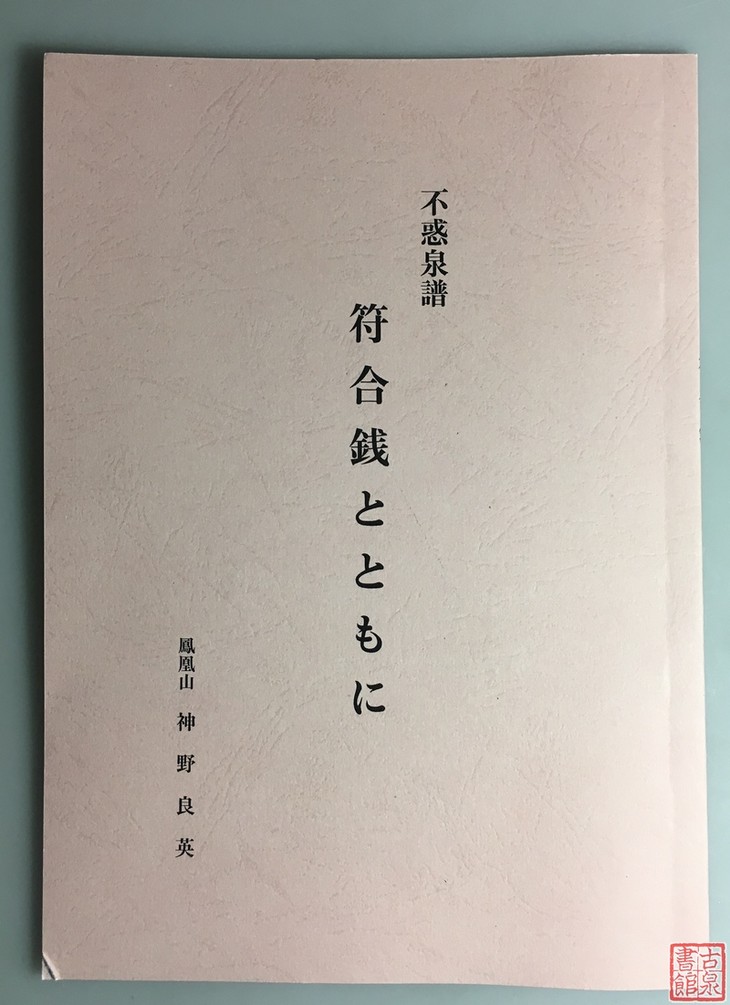 不惑泉譜
符合銭とともに
鳳凰山 神野良英
古泉
書館